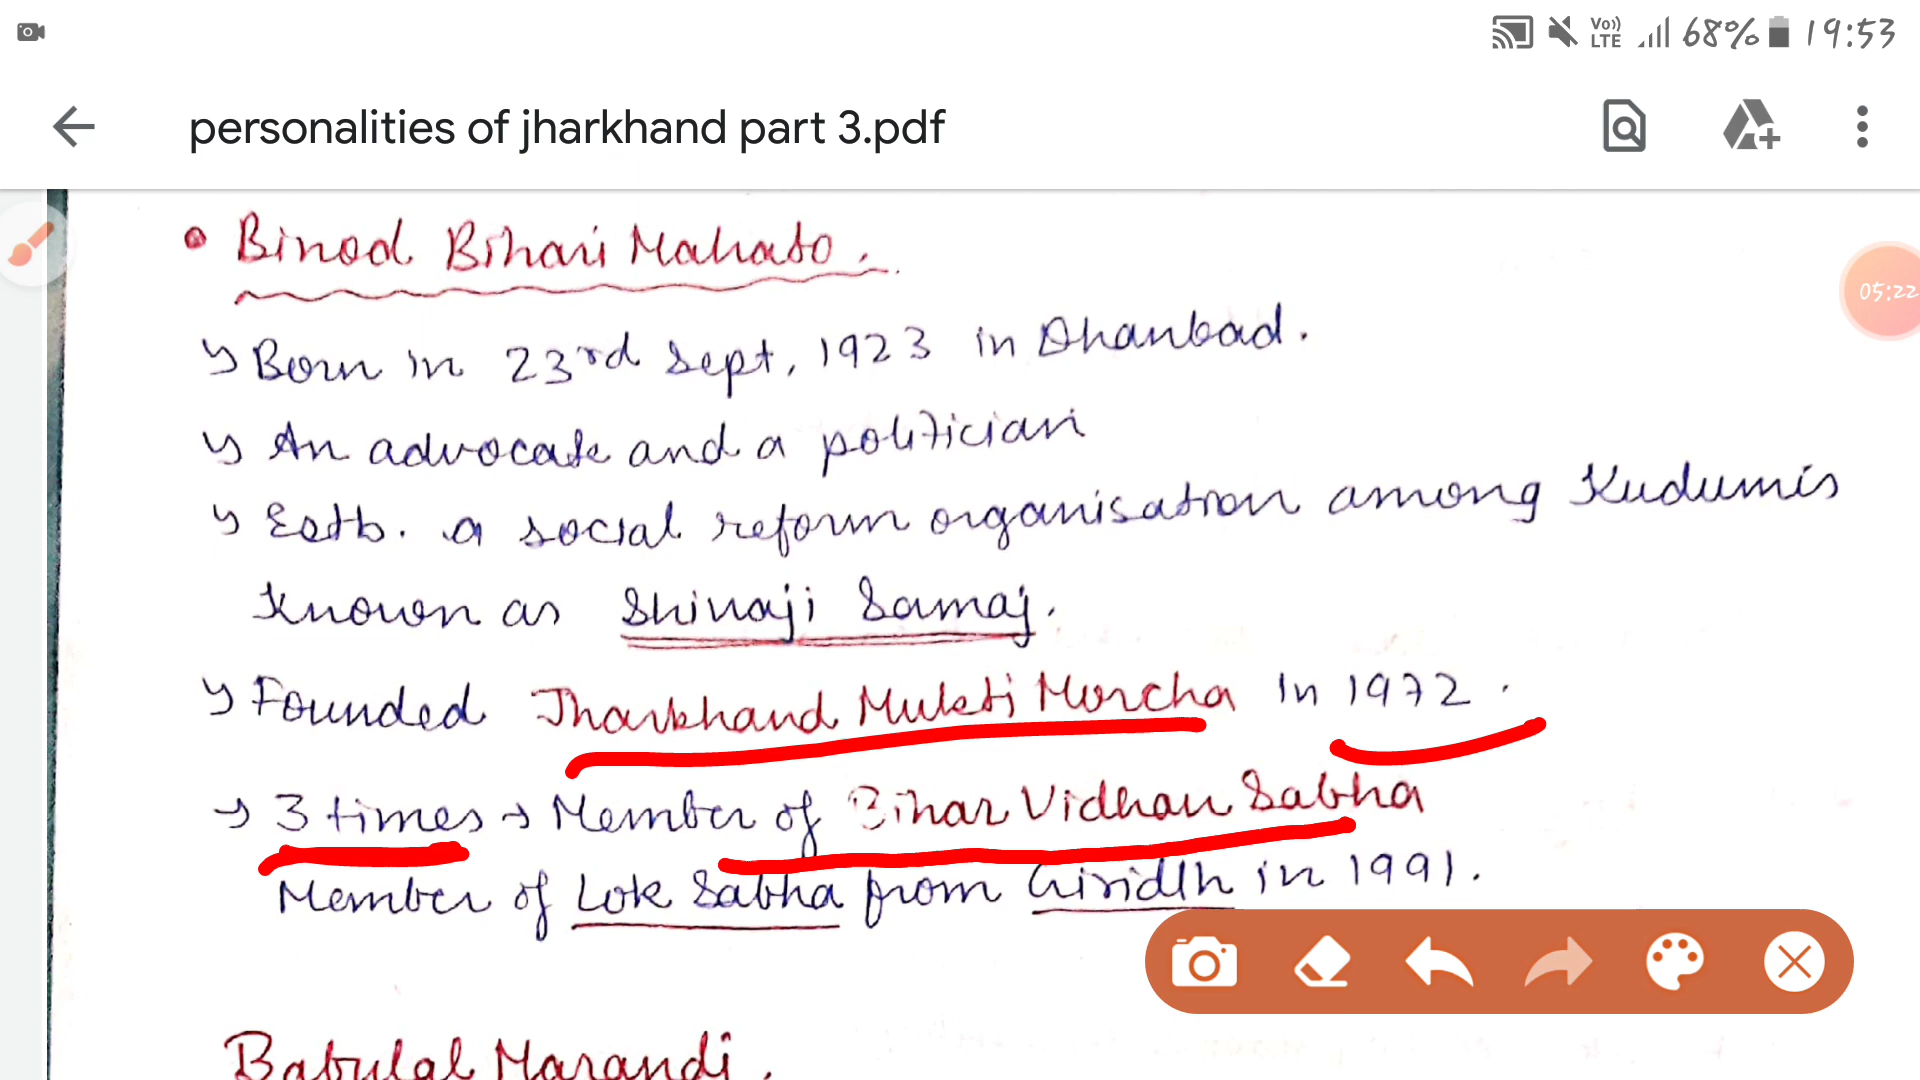 Vo)) LTE 68% 19:53
personalities of jharkhand part 3.pdf
Binod Bihari Mahato.
05:22
Born in 23rd Sept, 1923 in Dhanbad.
An advocate and a politician
Estb. a social reform organisation among Kudumis
known as Shivaji Samaj.
Founded Jharkhand Mukti Morcha in 1972.
→ 3 times → Member of Bihar Vidhan Sabha
Member of Lok Sabha from Giridih in 1991.
Babulal Marandi.